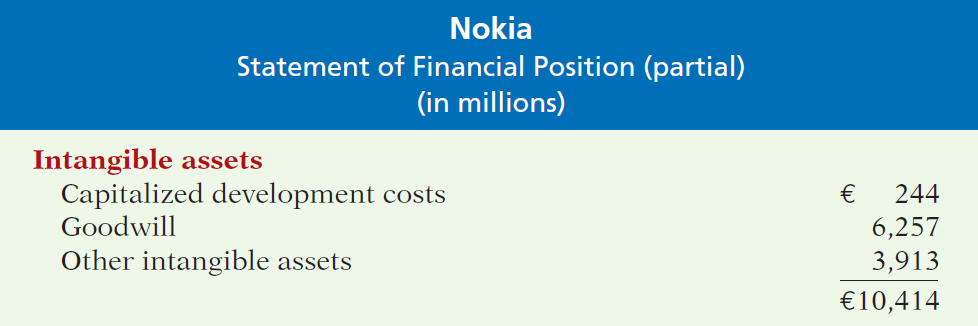 Nokia
Statement of Financial Position (partial)
(in millions)
Intangible assets
Capitalized development costs € 244
Goodwill 6,257
Other intangible assets 3,913
€10,414